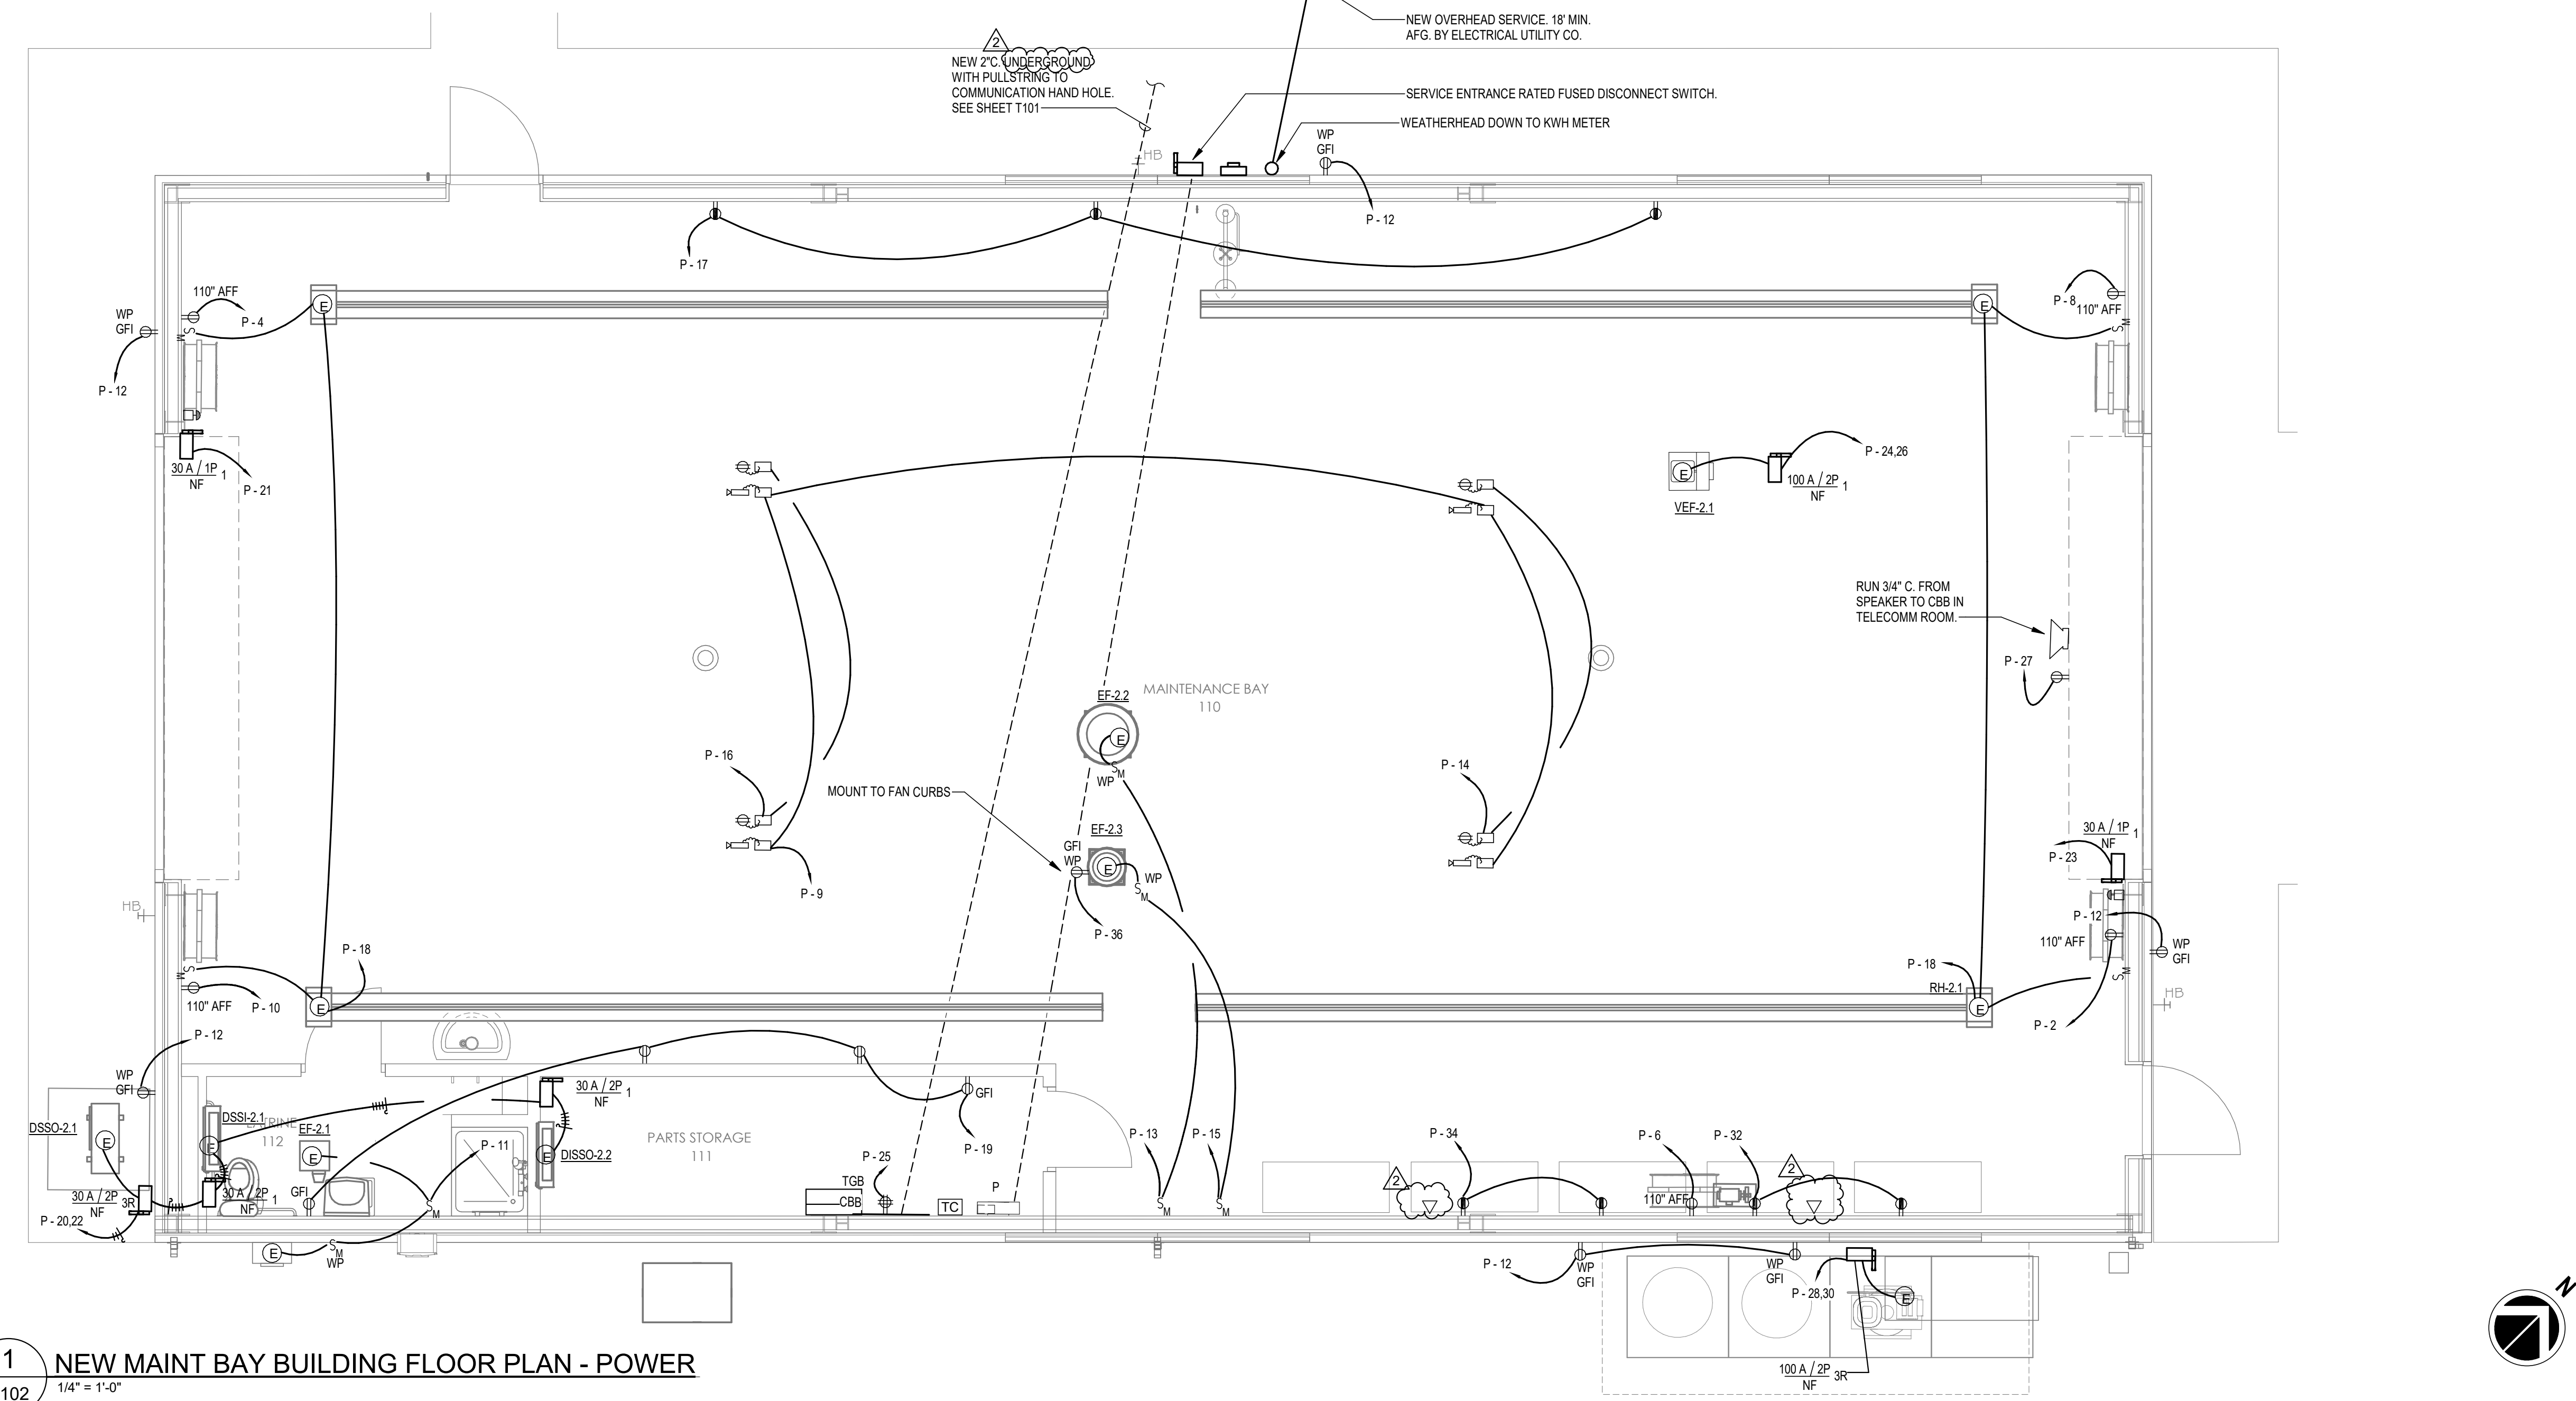 NEW OVERHEAD SERVICE. 18' MIN.
AFG. BY ELECTRICAL UTILITY CO.
2
NEW 2"C. UNDERGROUND
WITH PULLSTRING TO
COMMUNICATION HAND HOLE.
SEE SHEET T101
SERVICE ENTRANCE RATED FUSED DISCONNECT SWITCH.
WEATHERHEAD DOWN TO KWH METER
WP
GFI
HB
P - 12
P - 17
110" AFF
P - 4
WP
GFI
S
M
P - 12
E
E
P - 8
110" AFF
S
M
30 A / 1P
NF
1
P - 21
P - 24,26
E
100 A / 2P
NF
1
VEF-2.1
RUN 3/4" C. FROM
SPEAKER TO CBB IN
TELECOMM ROOM.
P - 27
MAINTENANCE BAY
110
EF-2.2
E
S
M
WP
P - 16
P - 14
MOUNT TO FAN CURBS
EF-2.3
GFI
WP
E
WP
S
M
P - 9
P - 36
30 A / 1P
NF
1
P - 23
P - 12
110" AFF
WP
GFI
HB
P - 18
S
M
110" AFF
P - 10
E
P - 18
RH-2.1
E
S
M
HB
P - 2
P - 12
WP
GFI
30 A / 2P
NF
1
GFI
DSSO-2.1
E
DSSI-2.1
LATRINE
112
E
EF-2.1
E
P - 11
E
DISSO-2.2
PARTS STORAGE
111
P - 19
P - 25
P - 13
P - 15
P - 34
P - 6
P - 32
2
2
30 A / 2P
NF
3R
P - 20,22
30 A / 2P
NF
1
GFI
S
M
TGB
CBB
TC
P
S
M
S
M
110" AFF
E
S
M
WP
P - 12
WP
GFI
WP
GFI
P - 28,30
E
100 A / 2P
NF
3R
N
1
102
NEW MAINT BAY BUILDING FLOOR PLAN - POWER
1/4" = 1'-0"